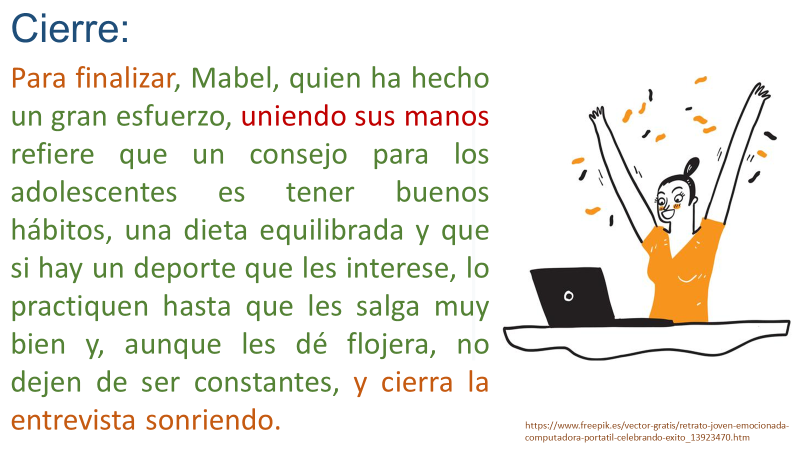 Cierre:
Para finalizar, Mabel, quien ha hecho
un gran esfuerzo, uniendo sus manos
refiere que un consejo para los
adolescentes es tener buenos
hábitos, una dieta equilibrada y que
si hay un deporte que les interese, lo
practiquen hasta que les salga muy
bien y, aunque les dé flojera, no
dejen de ser constantes, y cierra la
entrevista sonriendo.
https://www.freepik.es/vector-gratis/retrato-joven-emocionada-
computadora-portatil-celebrando-exito_13923470.htm